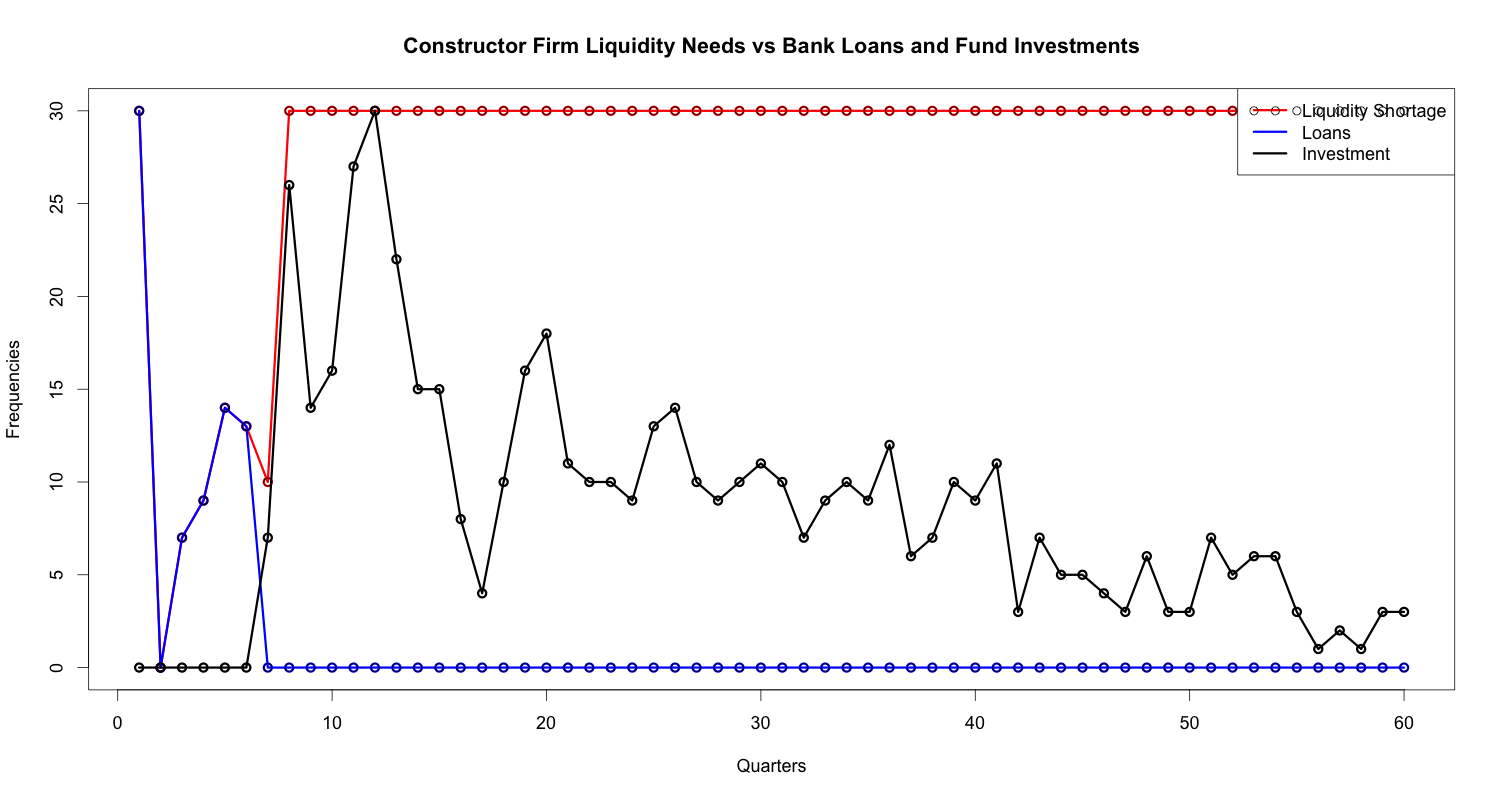 Constructor Firm Liquidity Needs vs Bank Loans and Fund Investments
Frequencies
30
25
20
15
10
5
0
Liquidity Shortage
Loans
Investment
0 10 20 30 40 50 60
Quarters